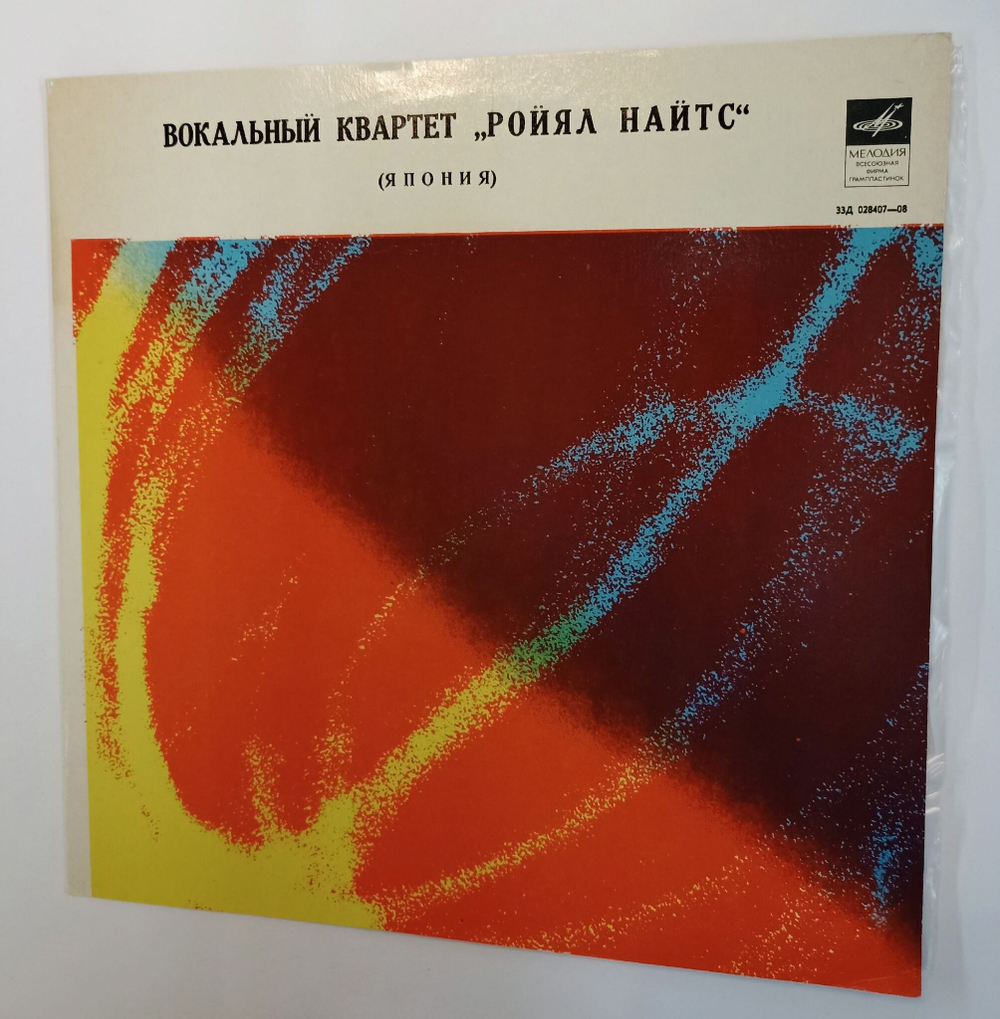 ВОКАЛЬНЫЙ КВАРТЕТ „РОЙЯЛ НАЙТС“
(ЯПОНИЯ)
МЕЛОДИЯ
ВСЕСОЮЗНАЯ
ФИРМА
ГРАМПЛАСТИНОК
33Д 028407—08